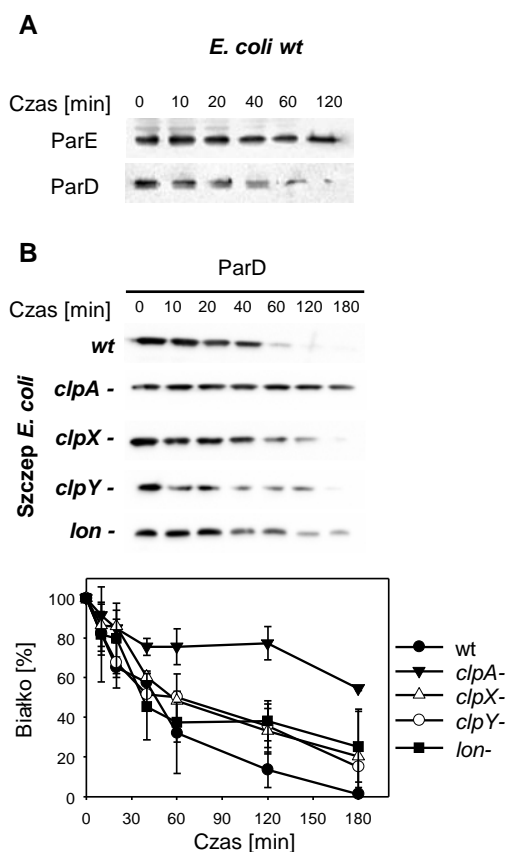 A
E. coli wt
Czas [min] 0 10 20 40 60 120
ParE
ParD
B
ParD
Czas [min] 0 10 20 40 60 120 180
Szczep E. coli
wt
clpA -
clpX -
clpY -
lon -
Białko [%]
100
80
60
40
20
0
0 30 60 90 120 150 180
Czas [min]
wt
clpA-
clpX-
clpY-
lon-